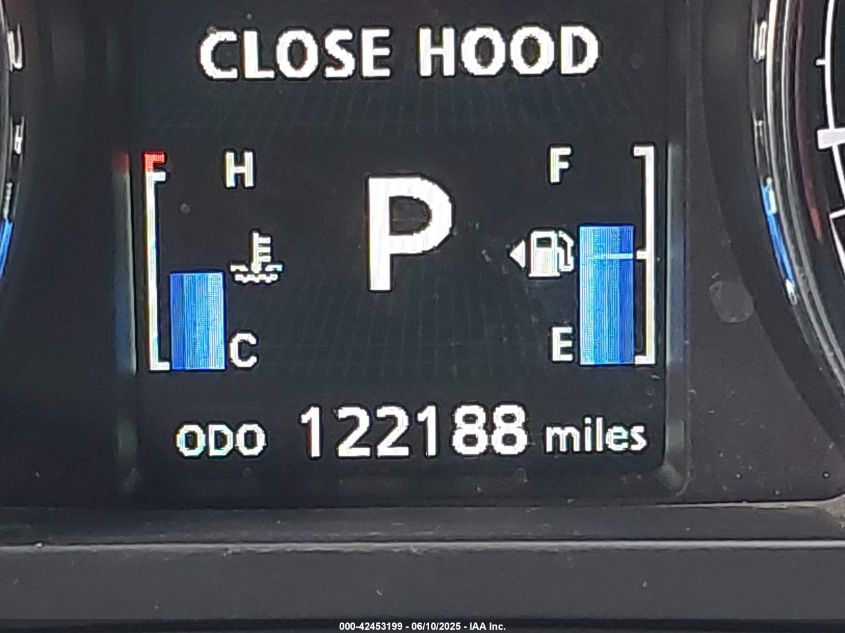 CLOSE HOOD
H
F
P
C
E
ODO 122188 miles
000-42453199 - 06/10/2025 - IAA Inc.